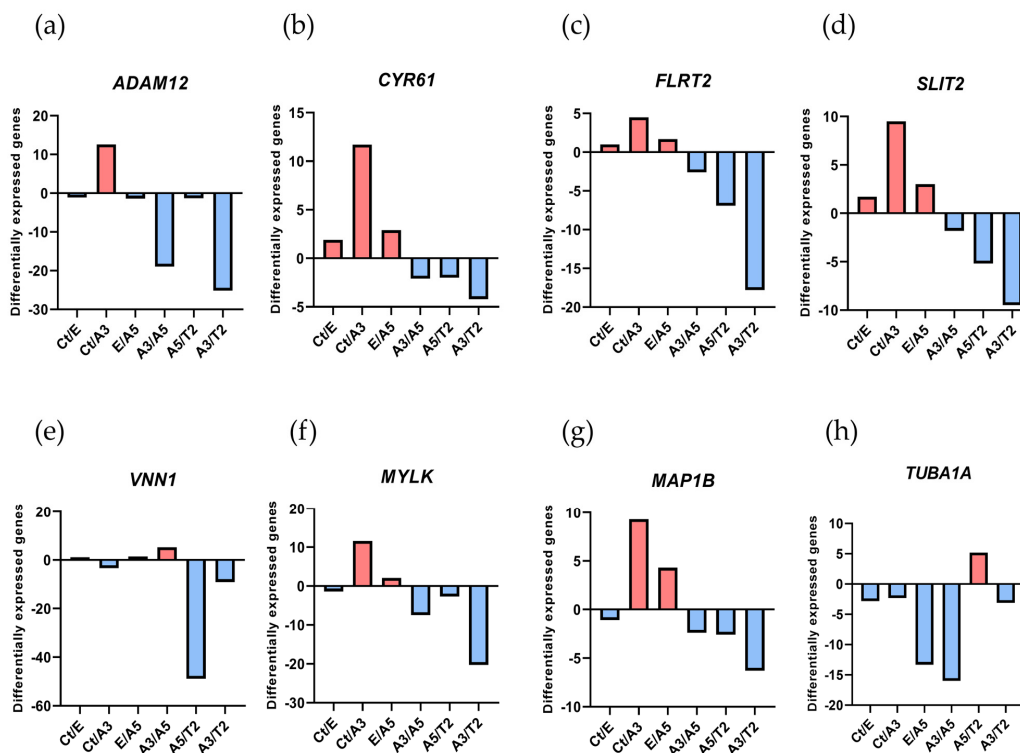 (a)
ADAM12
Differentially expressed genes
20
10
0
-10
-20
-30
Ct/E
Ct/A3
E/A5
A3/A5
A5/T2
A3/T2
(b)
CYR61
Differentially expressed genes
15
10
5
0
-5
Ct/E
Ct/A3
E/A5
A3/A5
A5/T2
A3/T2
(c)
FLRT2
Differentially expressed genes
5
0
-5
-10
-15
-20
Ct/E
Ct/A3
E/A5
A3/A5
A5/T2
A3/T2
(d)
SLIT2
Differentially expressed genes
10
5
0
-5
-10
Ct/E
Ct/A3
E/A5
A3/A5
A5/T2
A3/T2
(e)
VNN1
Differentially expressed genes
20
0
-20
-40
-60
Ct/E
Ct/A3
E/A5
A3/A5
A5/T2
A3/T2
(f)
MYLK
Differentially expressed genes
20
10
0
-10
-20
-30
Ct/E
Ct/A3
E/A5
A3/A5
A5/T2
A3/T2
(g)
MAP1B
Differentially expressed genes
10
5
0
-5
-10
Ct/E
Ct/A3
E/A5
A3/A5
A5/T2
A3/T2
(h)
TUBA1A
Differentially expressed genes
10
5
0
-5
-10
-15
-20
Ct/E
Ct/A3
E/A5
A3/A5
A5/T2
A3/T2